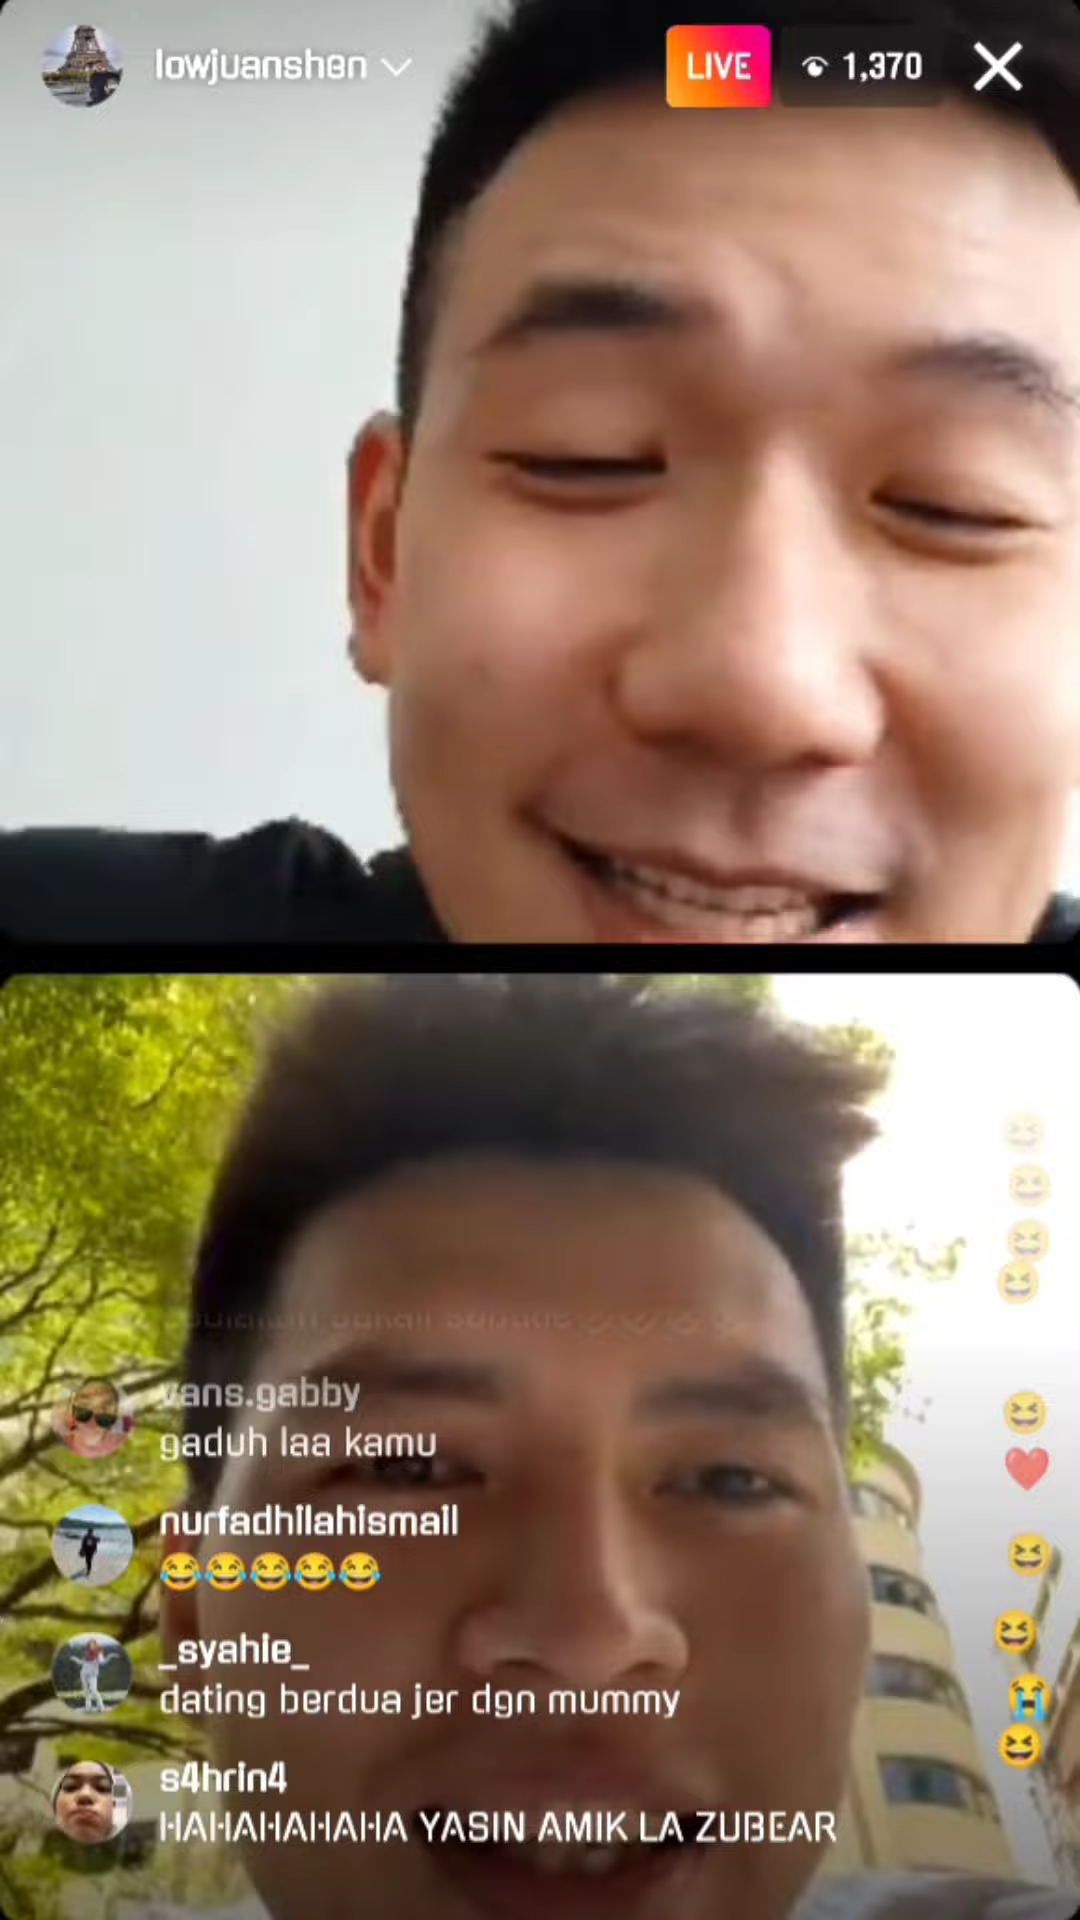 lowjuanshen
LIVE
1,370
vans.gabby
gaduh laa kamu
nurfadhilahismail
😂😂😂😂😂
_syahie_
dating berdua jer dgn mummy
s4hrin4
HAHAHAHAHA YASIN AMIK LA ZUBEAR